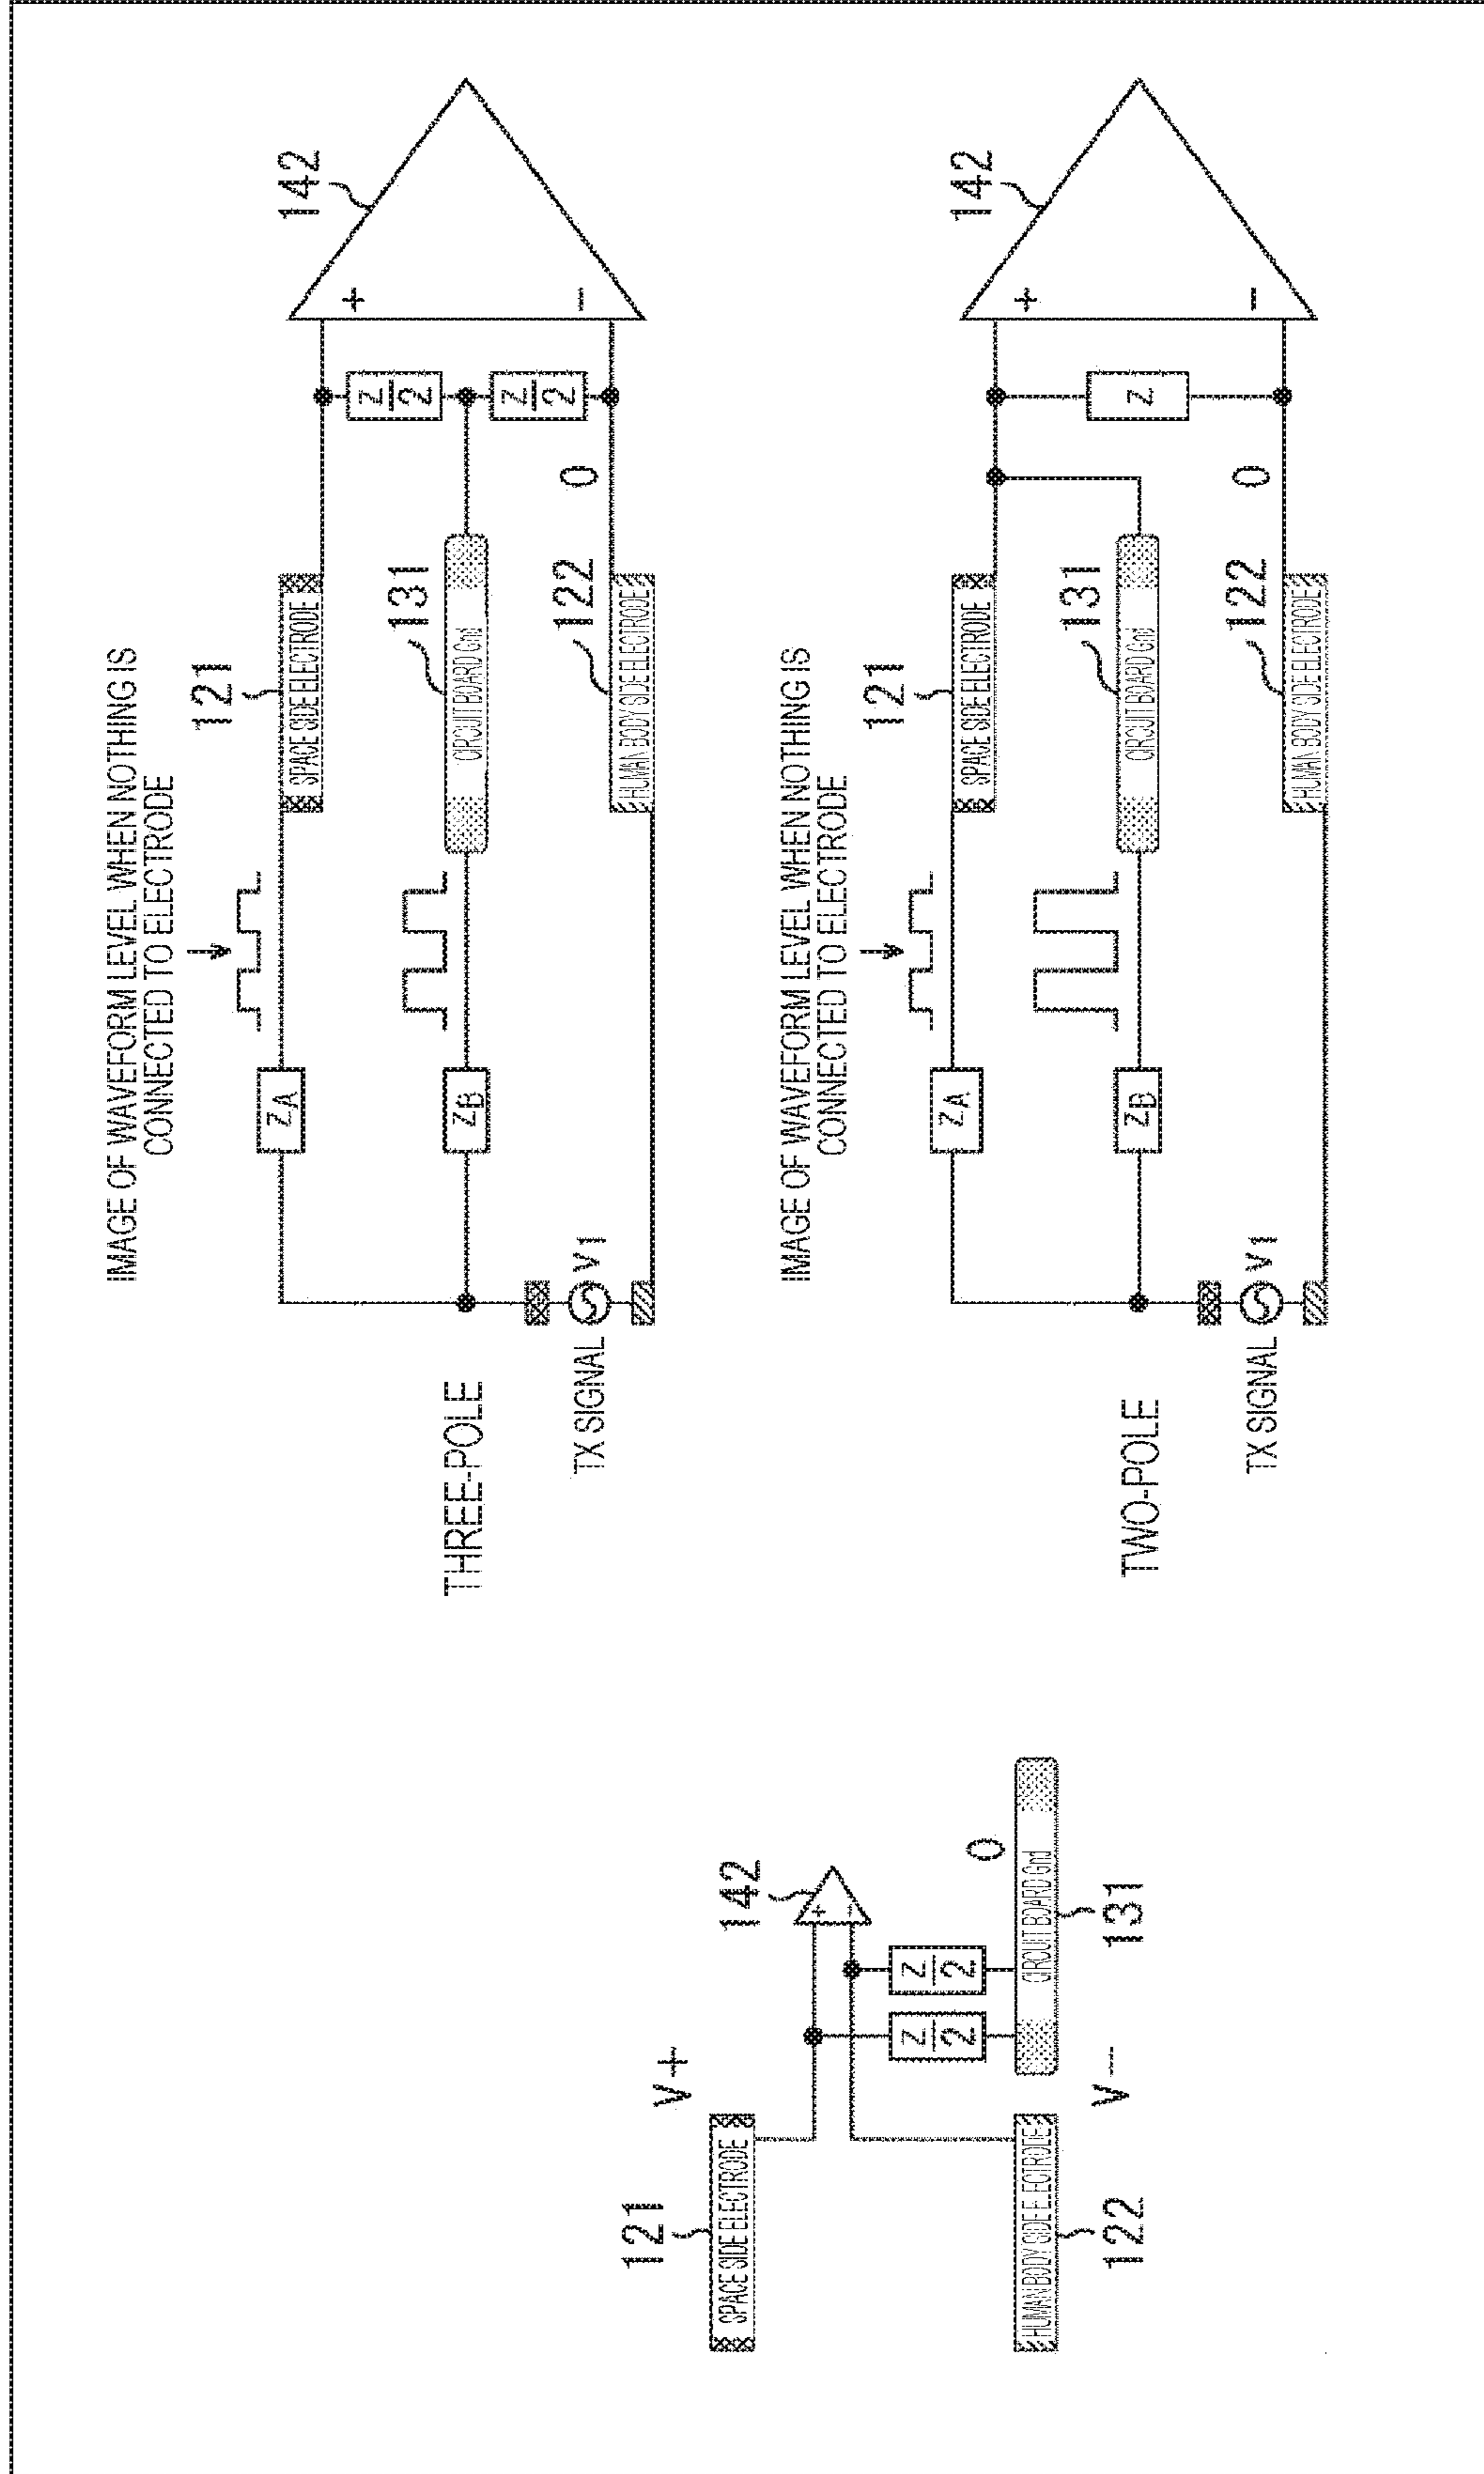 121
SPACE SIDE ELECTRODE
V+
142
+
−
Z
2
Z
2
0
CIRCUIT BOARD Gnd
131
HUMAN BODY SIDE ELECTRODE
122
V−
THREE-POLE
IMAGE OF WAVEFORM LEVEL WHEN NOTHING IS
CONNECTED TO ELECTRODE
ZA
121
SPACE SIDE ELECTRODE
142
+
−
Z
2
Z
2
ZB
131
CIRCUIT BOARD Gnd
TX SIGNAL
V1
122
0
HUMAN BODY SIDE ELECTRODE
TWO-POLE
IMAGE OF WAVEFORM LEVEL WHEN NOTHING IS
CONNECTED TO ELECTRODE
ZA
121
SPACE SIDE ELECTRODE
142
+
−
Z
ZB
131
CIRCUIT BOARD Gnd
TX SIGNAL
V1
122
0
HUMAN BODY SIDE ELECTRODE